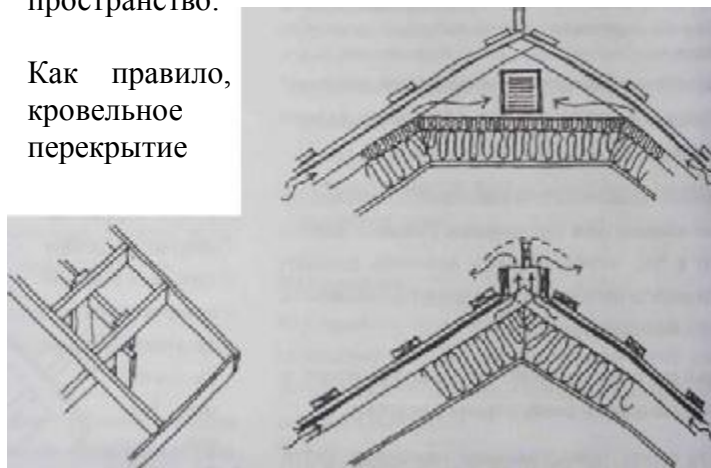 пространство.
Как правило,
кровельное
перекрытие